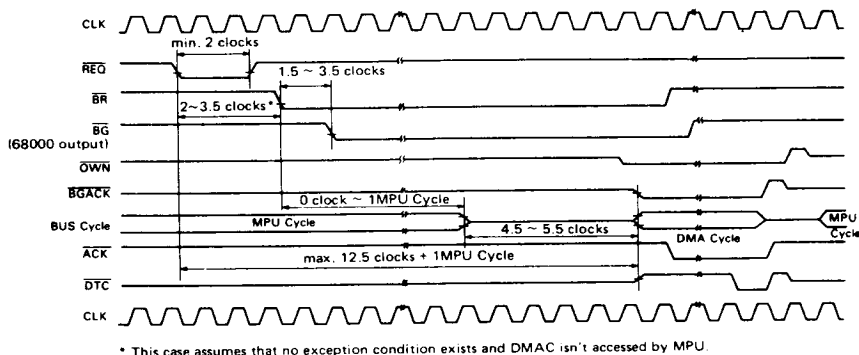 CLK
min. 2 clocks
REQ
1.5 ~ 3.5 clocks
BR
2~3.5 clocks*
BG
(68000 output)
OWN
BGACK
0 clock ~ 1MPU Cycle
BUS Cycle
MPU Cycle
4.5 ~ 5.5 clocks
DMA Cycle
MPU
Cycle
ACK
max. 12.5 clocks + 1MPU Cycle
DTC
CLK
* This case assumes that no exception condition exists and DMAC isn't accessed by MPU.